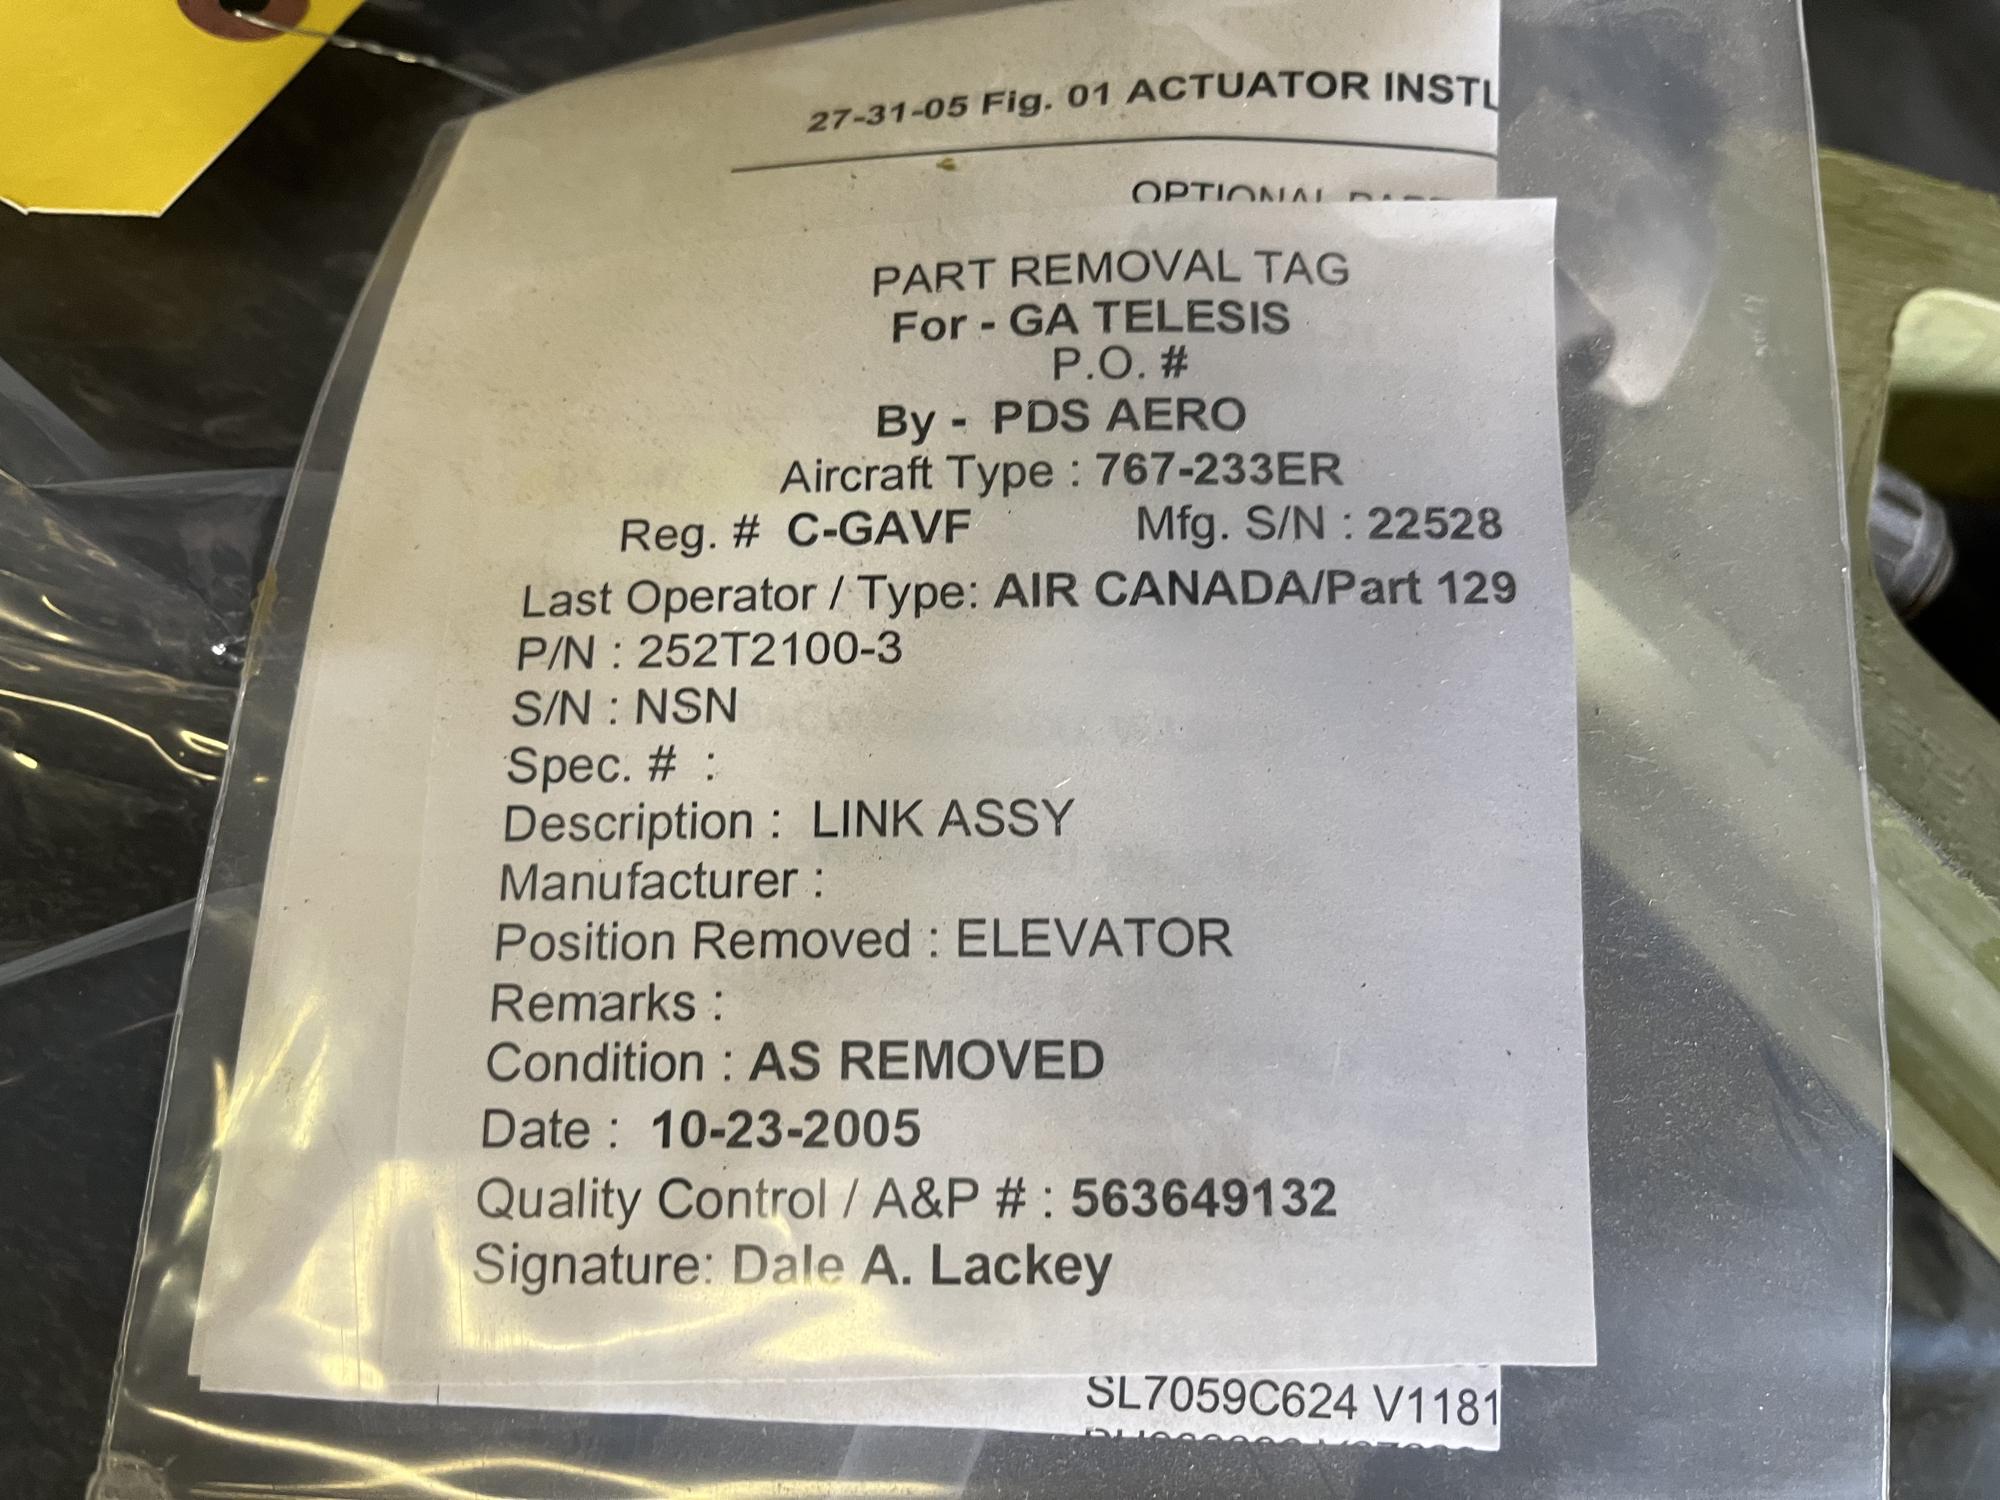 27-31-05 Fig. 01 ACTUATOR INSTL
OPTIONAL
PART REMOVAL TAG
For - GA TELESIS
P.O. #
By - PDS AERO
Aircraft Type : 767-233ER
Reg. # C-GAVF Mfg. S/N : 22528
Last Operator / Type: AIR CANADA/Part 129
P/N : 252T2100-3
S/N : NSN
Spec. # :
Description : LINK ASSY
Manufacturer :
Position Removed : ELEVATOR
Remarks :
Condition : AS REMOVED
Date : 10-23-2005
Quality Control / A&P # : 563649132
Signature: Dale A. Lackey
SL7059C624 V1181